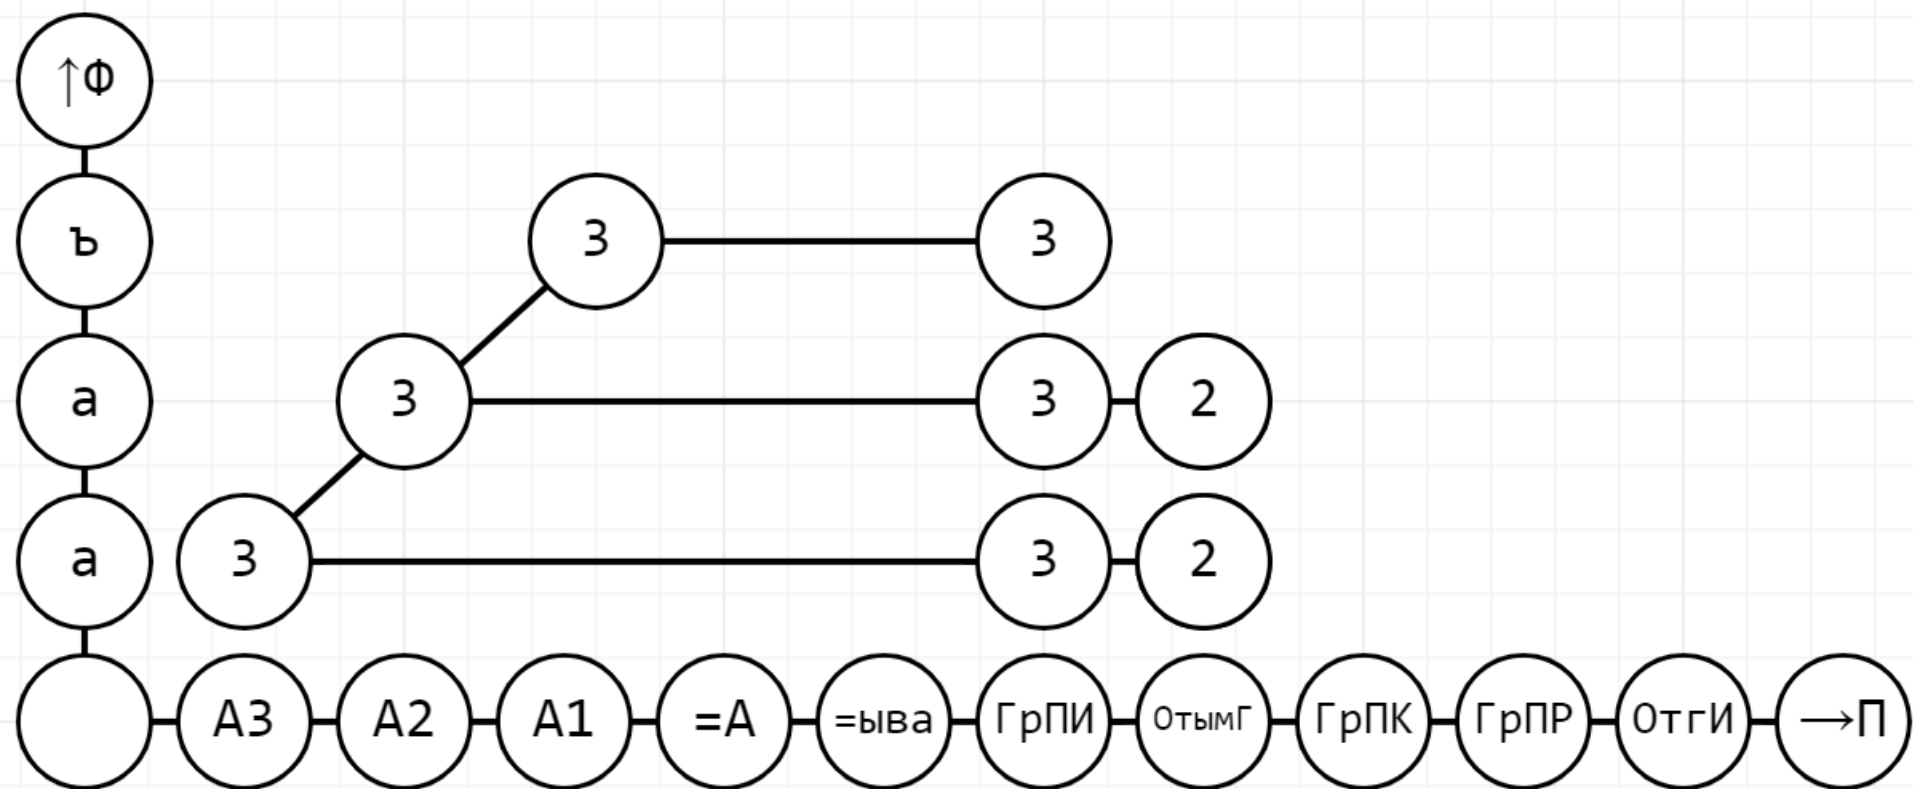 ↑Ф
ъ 3 3
а 3 3 2
а 3 3 2
А3 А2 А1 =А =ыва ГрПИ ОтымГ ГрПК ГрПР ОтгИ →П